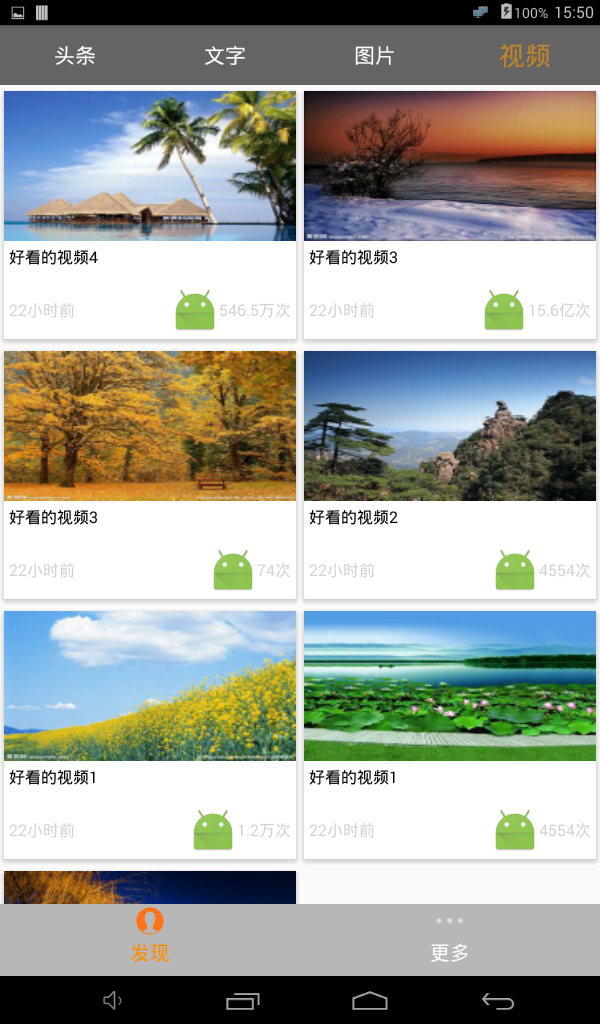 100% 15:50
头条 文字 图片 视频
好看的视频4
22小时前 546.5万次
好看的视频3
22小时前 15.6亿次
好看的视频3
22小时前 74次
好看的视频2
22小时前 4554次
好看的视频1
22小时前 1.2万次
好看的视频1
22小时前 4554次
发现 更多